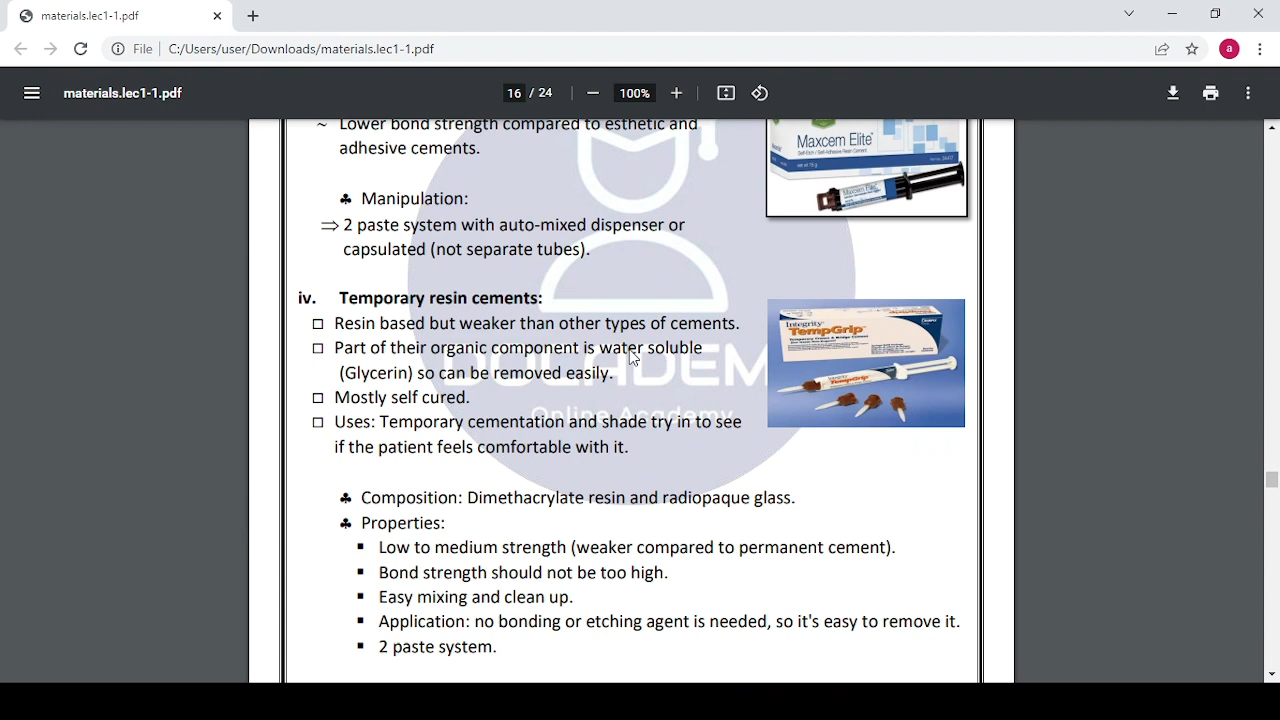 materials.lec1-1.pdf
File
C:/Users/user/Downloads/materials.lec1-1.pdf
a
materials.lec1-1.pdf
16 / 24
100%
~ Lower bond strength compared to esthetic and
adhesive cements.
Maxcem Elite
♣ Manipulation:
⇒ 2 paste system with auto-mixed dispenser or
capsulated (not separate tubes).
iv. Temporary resin cements:
□ Resin based but weaker than other types of cements.
□ Part of their organic component is water soluble
(Glycerin) so can be removed easily.
□ Mostly self cured.
□ Uses: Temporary cementation and shade try in to see
if the patient feels comfortable with it.
Integrity
TempGrip
Online Academy
♣ Composition: Dimethacrylate resin and radiopaque glass.
♣ Properties:
▪ Low to medium strength (weaker compared to permanent cement).
▪ Bond strength should not be too high.
▪ Easy mixing and clean up.
▪ Application: no bonding or etching agent is needed, so it's easy to remove it.
▪ 2 paste system.